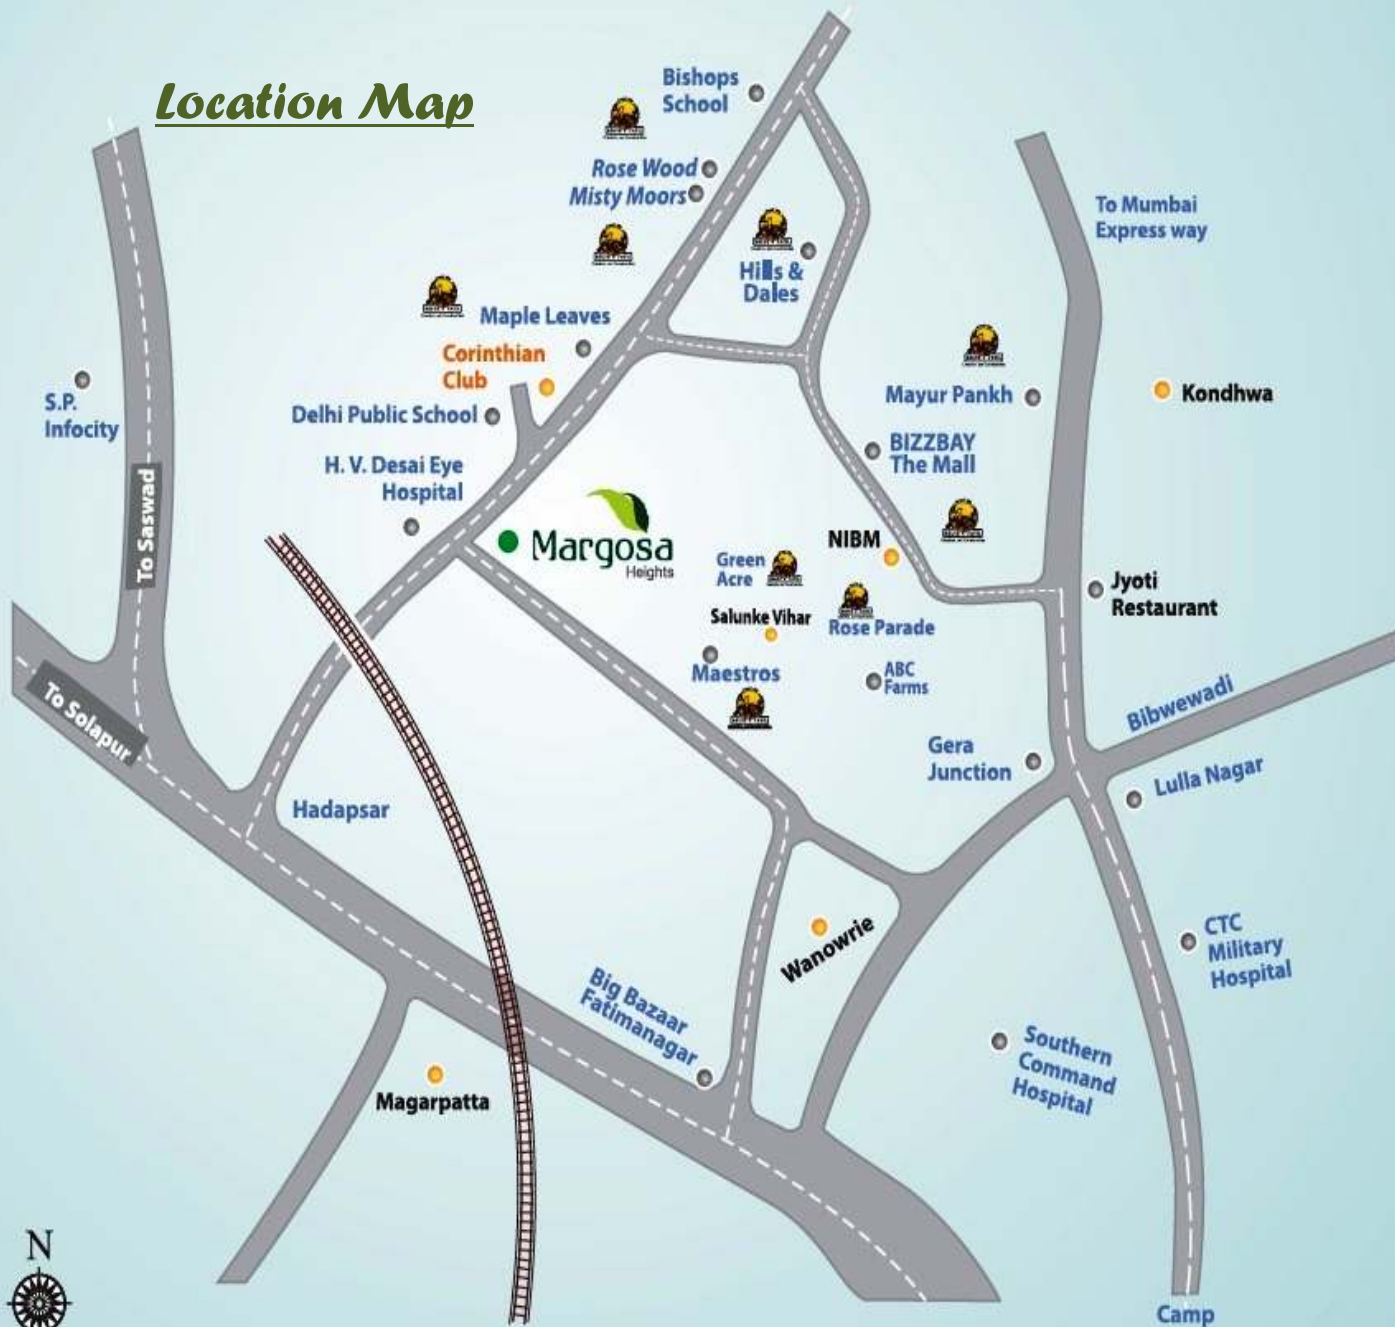 Location Map
Bishops
School
Rose Wood
Misty Moors
Hills &
Dales
To Mumbai
Express way
Maple Leaves
Corinthian
Club
Delhi Public School
H. V. Desai Eye
Hospital
S.P.
Infocity
Mayur Pankh
Kondhwa
BIZZBAY
The Mall
To Saswad
Margosa
Heights
NIBM
Green
Acre
Salunke Vihar
Rose Parade
Jyoti
Restaurant
Maestros
ABC
Farms
To Solapur
Bibwewadi
Gera
Junction
Lulla Nagar
Hadapsar
Wanowrie
CTC
Military
Hospital
Big Bazaar
Fatimanagar
Southern
Command
Hospital
Magarpatta
N
Camp